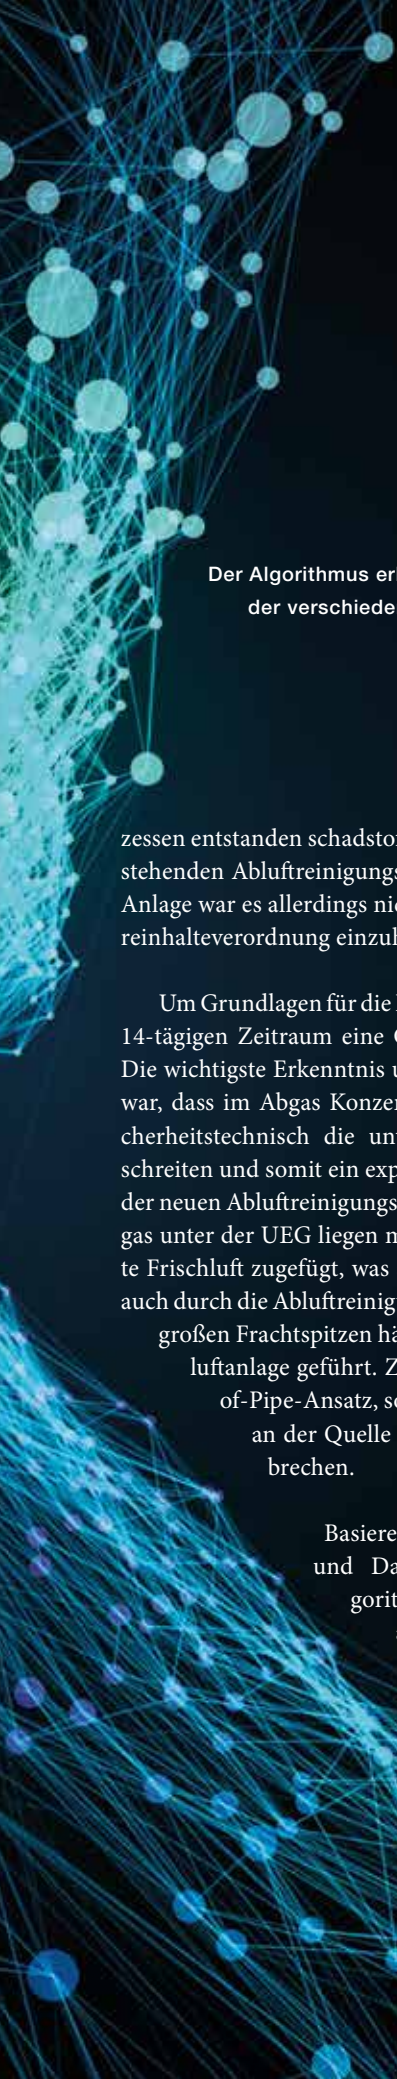 Der Algorithmus er
der verschiede
zessen entstanden schadsto
stehenden Abluftreinigungs
Anlage war es allerdings ni
reinhalteverordnung einzu
Um Grundlagen für die
14-tägigen Zeitraum eine
Die wichtigste Erkenntnis u
war, dass im Abgas Konze
cherheitstechnisch die un
schreiten und somit ein exp
der neuen Abluftreinigungs
gas unter der UEG liegen m
te Frischluft zugefügt, was
auch durch die Abluftreinig
großen Frachtspitzen hä
luftanlage geführt. Z
of-Pipe-Ansatz, s
an der Quelle
brechen.
Basiere
und Da
gorit